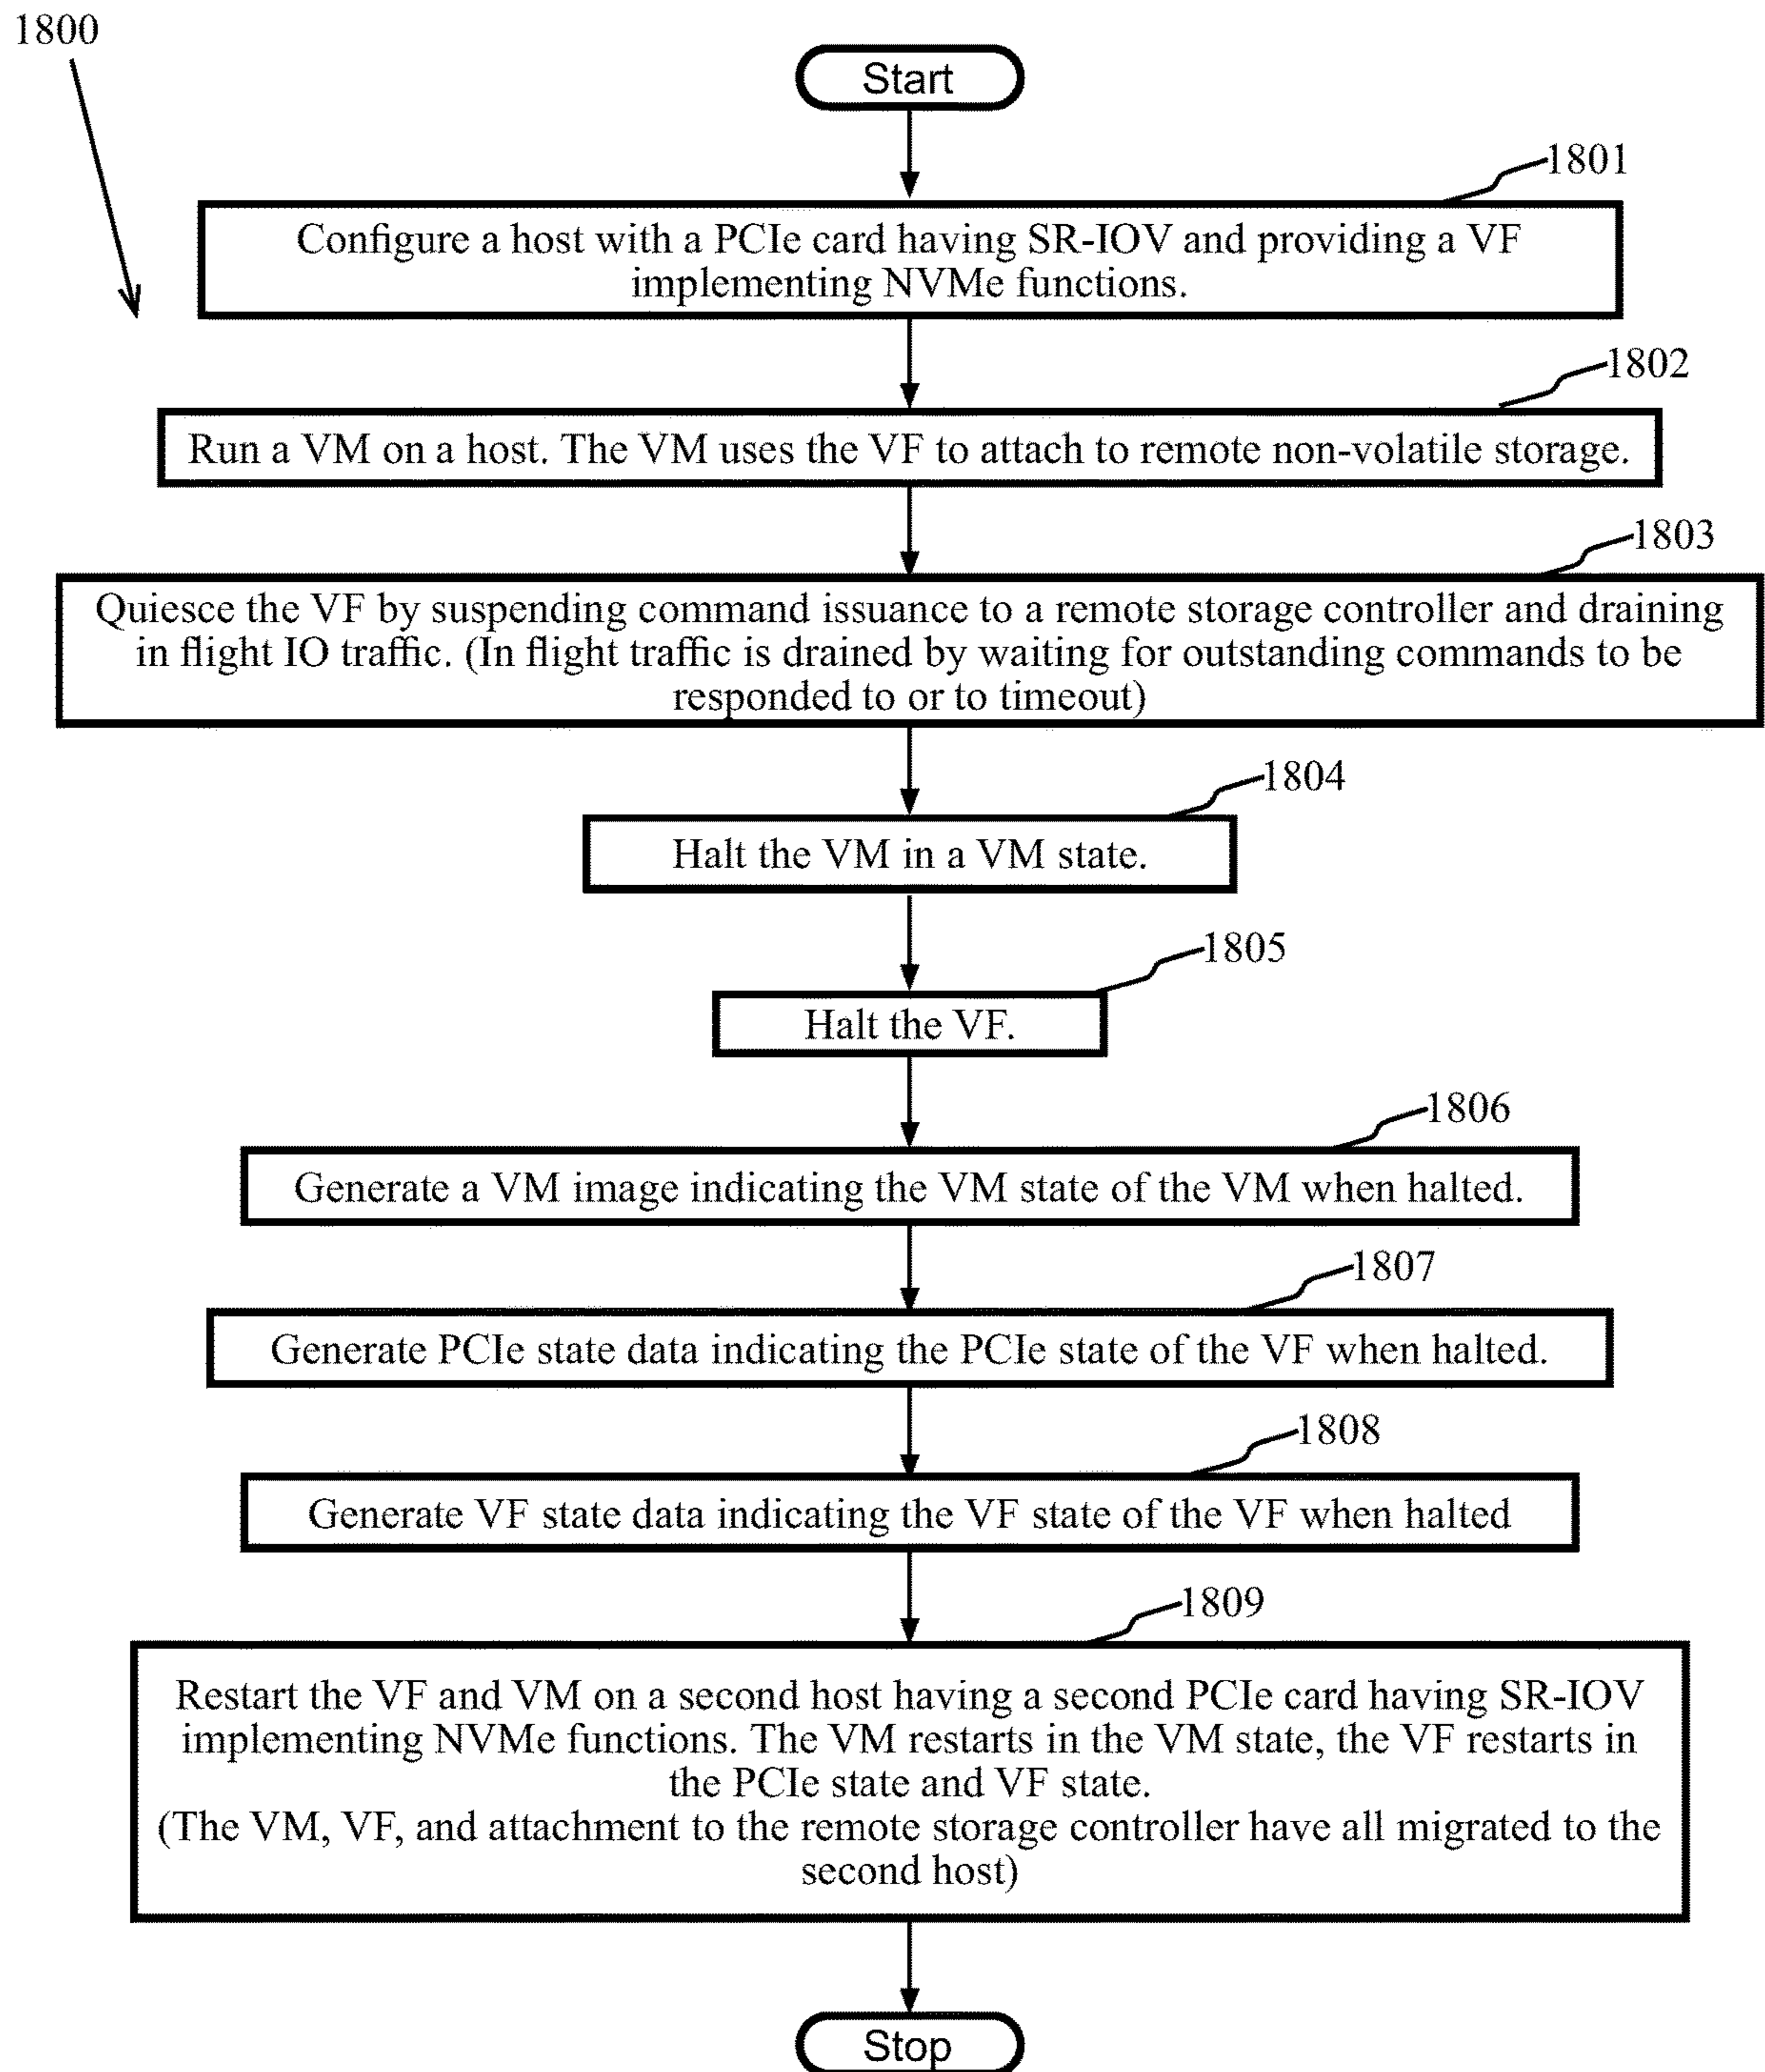 1800
Start
1801
Configure a host with a PCIe card having SR-IOV and providing a VF
implementing NVMe functions.
1802
Run a VM on a host. The VM uses the VF to attach to remote non-volatile storage.
1803
Quiesce the VF by suspending command issuance to a remote storage controller and draining
in flight IO traffic. (In flight traffic is drained by waiting for outstanding commands to be
responded to or to timeout)
1804
Halt the VM in a VM state.
1805
Halt the VF.
1806
Generate a VM image indicating the VM state of the VM when halted.
1807
Generate PCIe state data indicating the PCIe state of the VF when halted.
1808
Generate VF state data indicating the VF state of the VF when halted
1809
Restart the VF and VM on a second host having a second PCIe card having SR-IOV
implementing NVMe functions. The VM restarts in the VM state, the VF restarts in
the PCIe state and VF state.
(The VM, VF, and attachment to the remote storage controller have all migrated to the
second host)
Stop